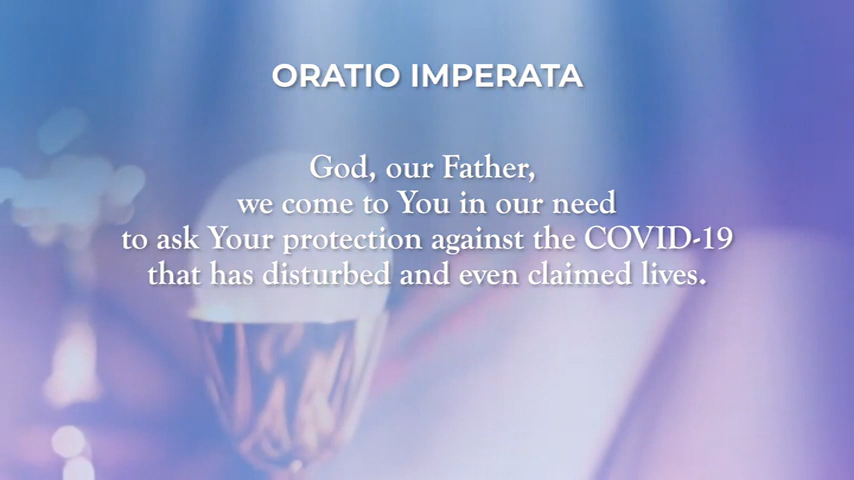 ORATIO IMPERATA
God, our Father,
we come to You in our need
to ask Your protection against the COVID-19
that has disturbed and even claimed lives.